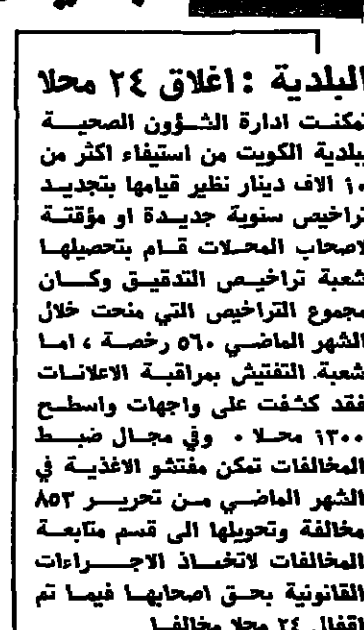 البلدية : اغلاق ٢٤ محلا
تمكنت ادارة الشؤون الصحية
ببلدية الكويت من استيفاء اكثر من
١٠ الاف دينار نظير قيامها بتجديد
تراخيص سنوية جديدة او مؤقتة
لاصحاب المحلات قام بتحصيلها
شعبة تراخيص التدقيق وكان
مجموع التراخيص التي منحت خلال
الشهر الماضي ٥٦٠ رخصة ، اما
شعبة التفتيش بمراقبة الاعلانات
فقد كشفت على واجهات واسطح
١٣٠٠ محلا . وفي مجال ضبط
المخالفات تمكن مفتشو الاغذية في
الشهر الماضي من تحرير ٨٥٣
مخالفة وتحويلها الى قسم متابعة
المخالفات لاتخاذ الاجراءات
القانونية بحق اصحابها فيما تم
اقفال ٢٤ محلا مخالفا